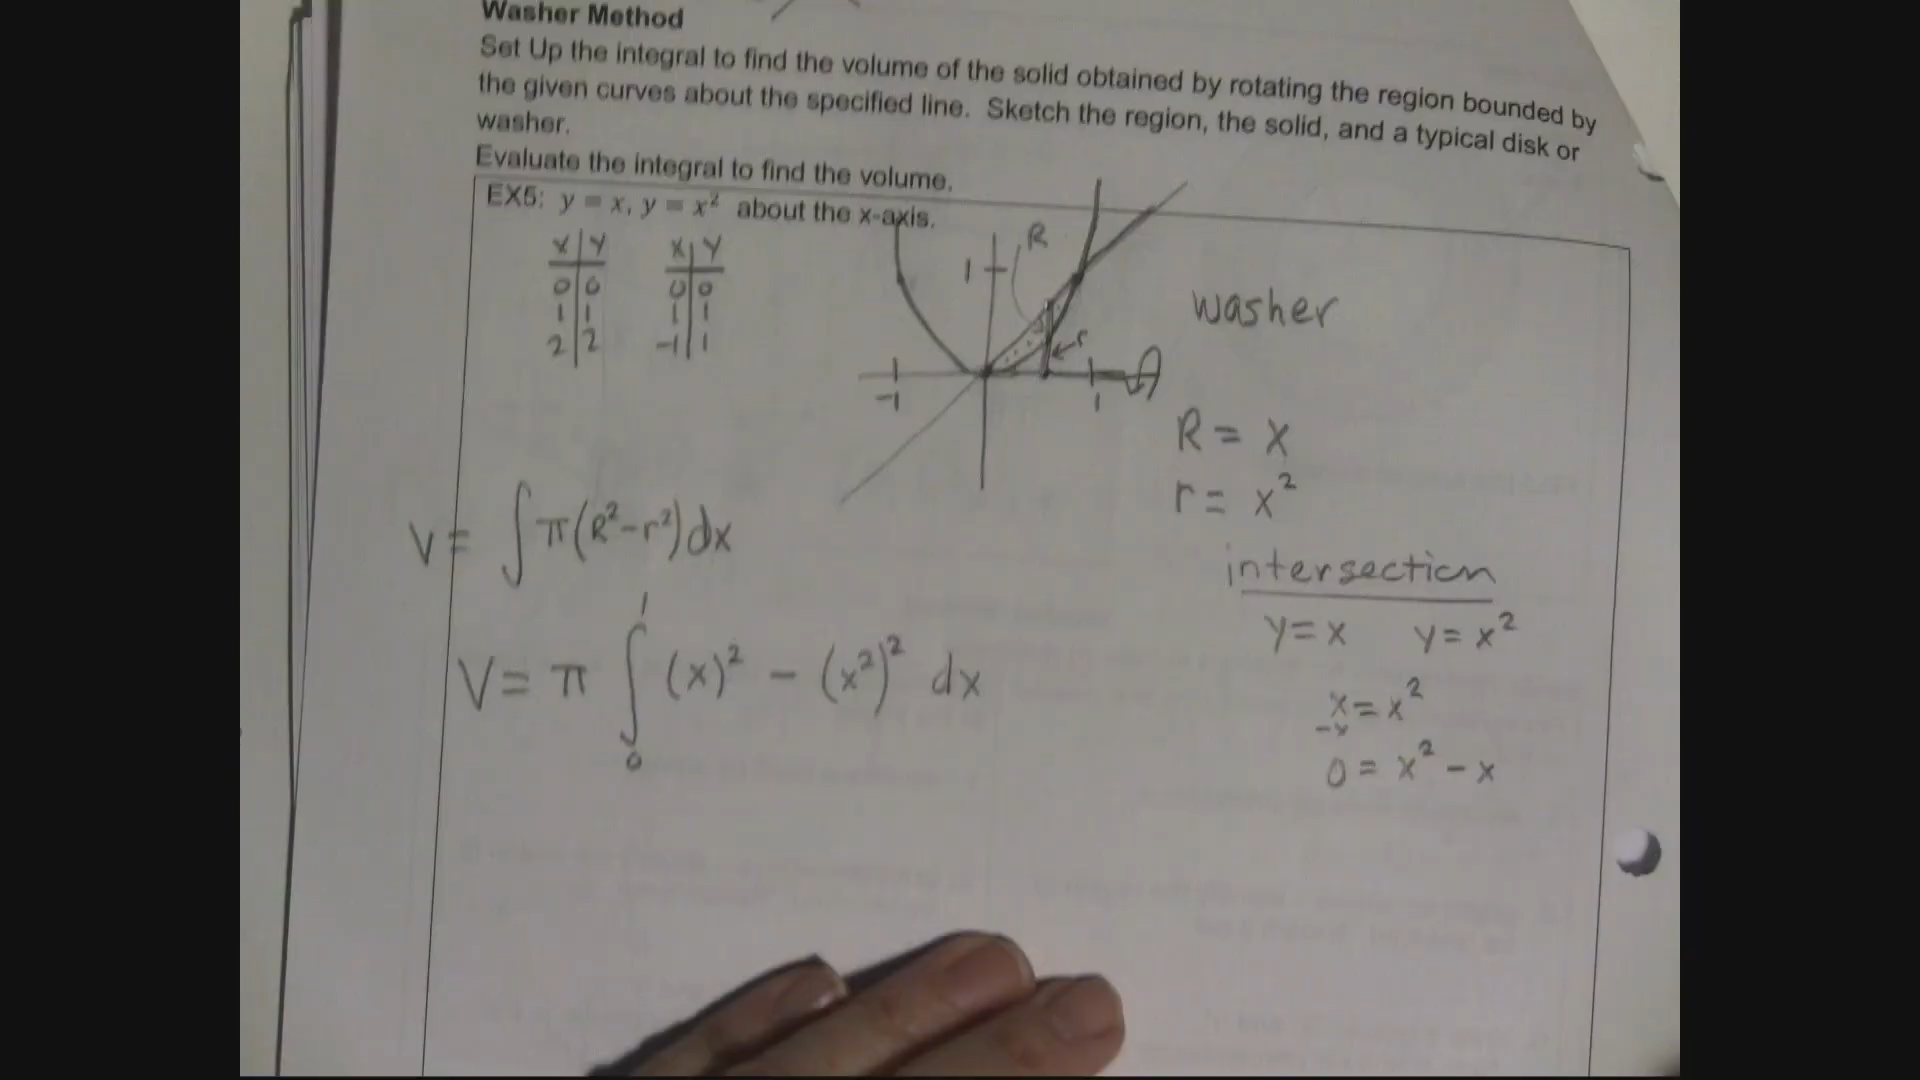 Washer Method
Set Up the integral to find the volume of the solid obtained by rotating the region bounded by
the given curves about the specified line. Sketch the region, the solid, and a typical disk or
washer.
Evaluate the integral to find the volume.
EX5: y = x, y = x² about the x-axis.
x | y   x | y
0 | 0   0 | 0
1 | 1   1 | 1
2 | 2   -1 | 1
R
1
r
-1
1
washer
R = x
r = x²
V = ∫ π(R²-r²)dx
V = π ∫₀¹ (x)² - (x²)² dx
intersection
y = x   y = x²
x = x²
-x
0 = x² - x